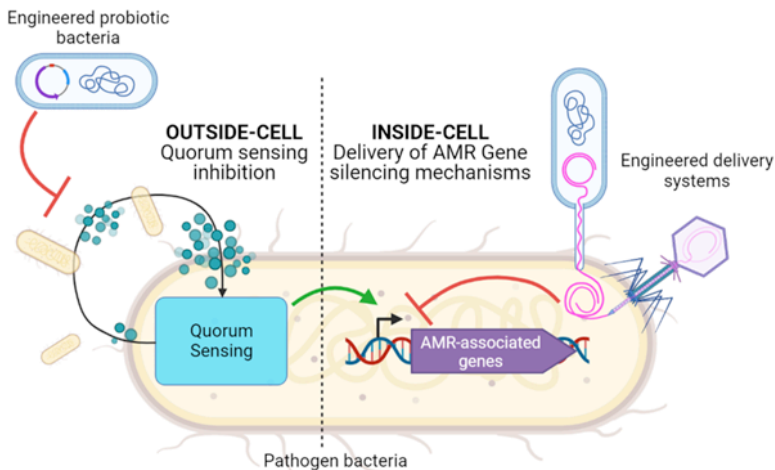 Engineered probiotic
bacteria
OUTSIDE-CELL
Quorum sensing
inhibition
INSIDE-CELL
Delivery of AMR Gene
silencing mechanisms
Engineered delivery
systems
Quorum
Sensing
AMR-associated
genes
Pathogen bacteria